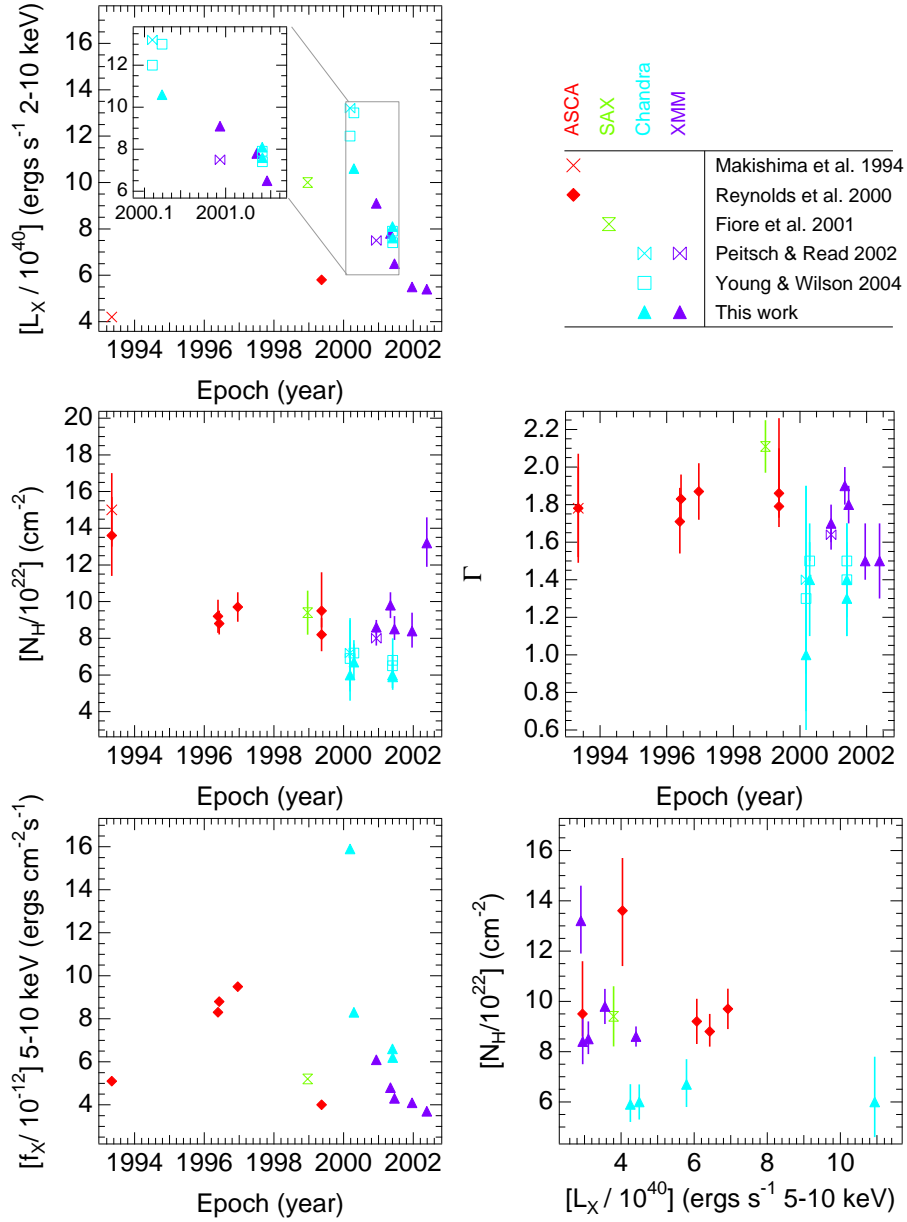 16
14
12
10
8
6
4
[L_X / 10^40] (ergs s^-1 2-10 keV)
12
10
8
6
2000.1 2001.0
1994 1996 1998 2000 2002
Epoch (year)
ASCA
SAX
Chandra
XMM
Makishima et al. 1994
Reynolds et al. 2000
Fiore et al. 2001
Peitsch & Read 2002
Young & Wilson 2004
This work
20
18
16
14
12
10
8
6
4
[N_H/10^22] (cm^-2)
1994 1996 1998 2000 2002
Epoch (year)
2.2
2.0
1.8
1.6
1.4
1.2
1.0
0.8
0.6
Γ
1994 1996 1998 2000 2002
Epoch (year)
16
14
12
10
8
6
4
[f_X/ 10^-12] 5-10 keV (ergs cm^-2s^-1)
1994 1996 1998 2000 2002
Epoch (year)
16
14
12
10
8
6
[N_H/10^22] (cm^-2)
4 6 8 10
[L_X / 10^40] (ergs s^-1 5-10 keV)